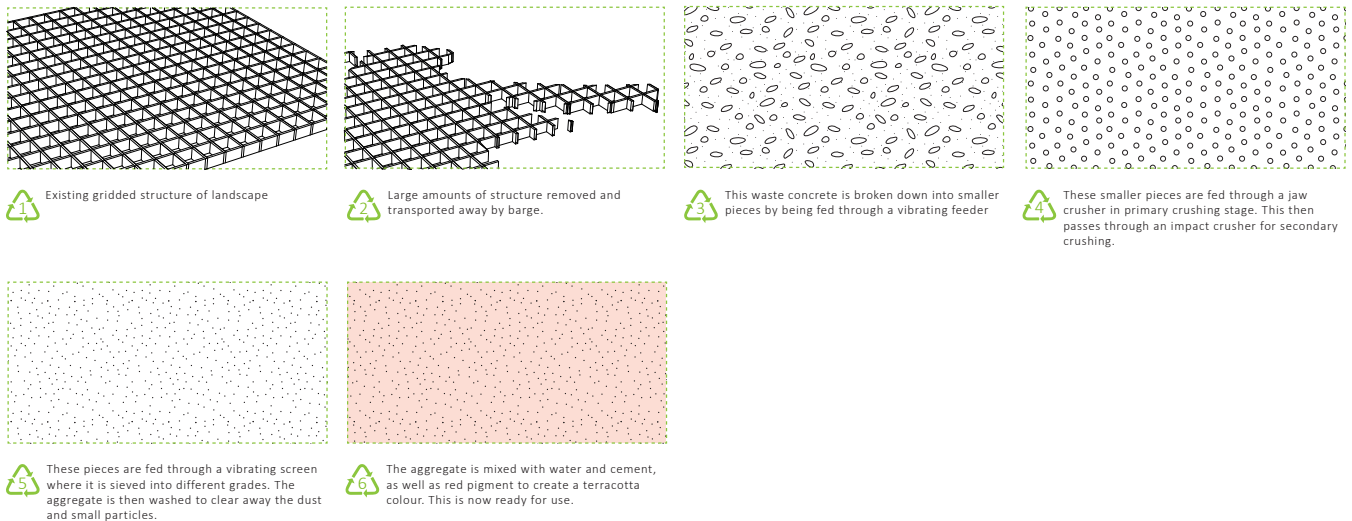 1
Existing gridded structure of landscape
2
Large amounts of structure removed and
transported away by barge.
3
This waste concrete is broken down into smaller
pieces by being fed through a vibrating feeder
4
These smaller pieces are fed through a jaw
crusher in primary crushing stage. This then
passes through an impact crusher for secondary
crushing.
5
These pieces are fed through a vibrating screen
where it is sieved into different grades. The
aggregate is then washed to clear away the dust
and small particles.
6
The aggregate is mixed with water and cement,
as well as red pigment to create a terracotta
colour. This is now ready for use.